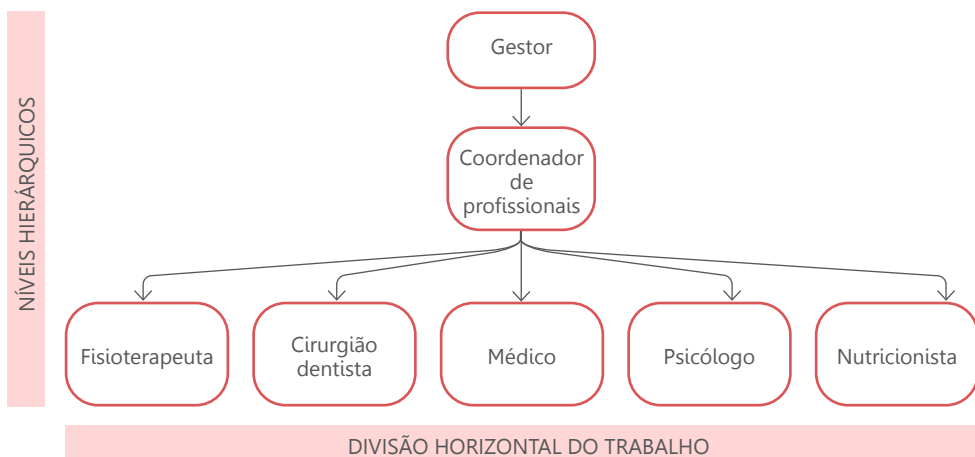 NÍVEIS HIERÁRQUICOS
Gestor
Coordenador
de
profissionais
Fisioterapeuta
Cirurgião
dentista
Médico
Psicólogo
Nutricionista
DIVISÃO HORIZONTAL DO TRABALHO